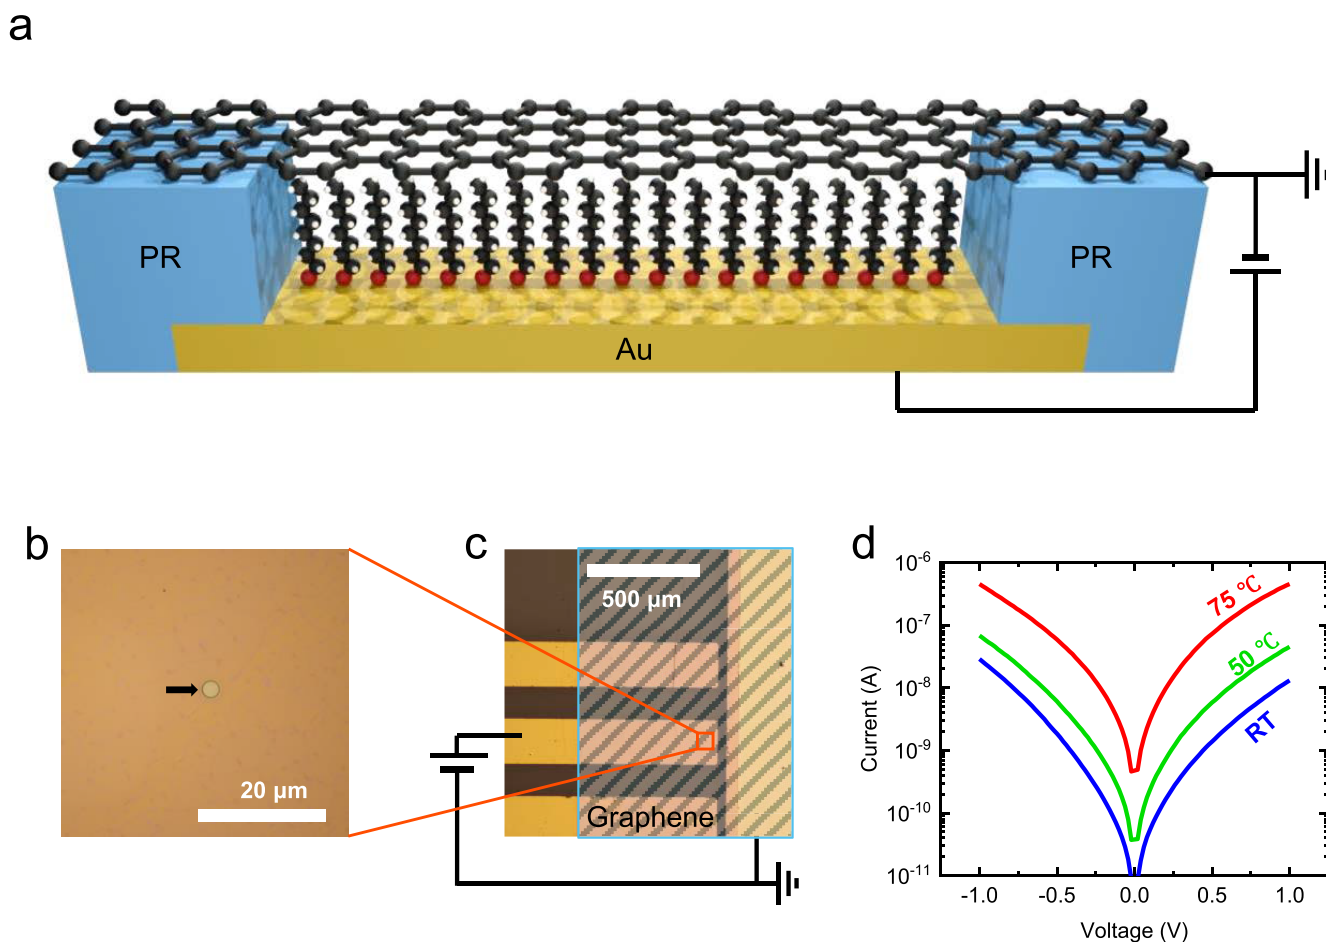 a
PR
PR
Au
b
20 μm
c
500 μm
Graphene
d
10⁻⁶
10⁻⁷
10⁻⁸
10⁻⁹
10⁻¹⁰
10⁻¹¹
Current (A)
75 ℃
50 ℃
RT
-1.0 -0.5 0.0 0.5 1.0
Voltage (V)